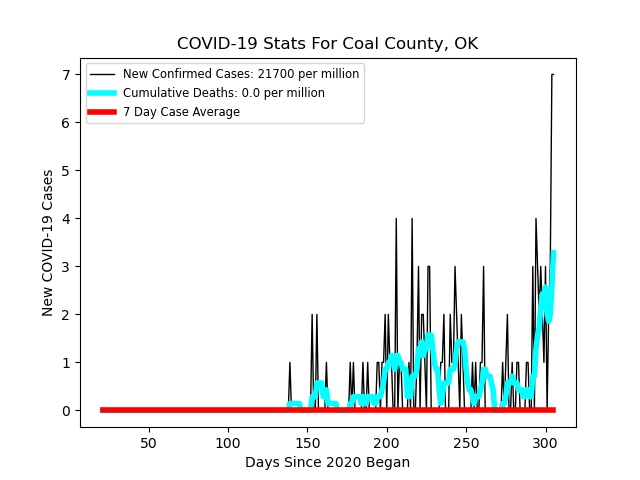 COVID-19 Stats For Coal County, OK
New Confirmed Cases: 21700 per million
Cumulative Deaths: 0.0 per million
7 Day Case Average
New COVID-19 Cases
7
6
5
4
3
2
1
0
50 100 150 200 250 300
Days Since 2020 Began